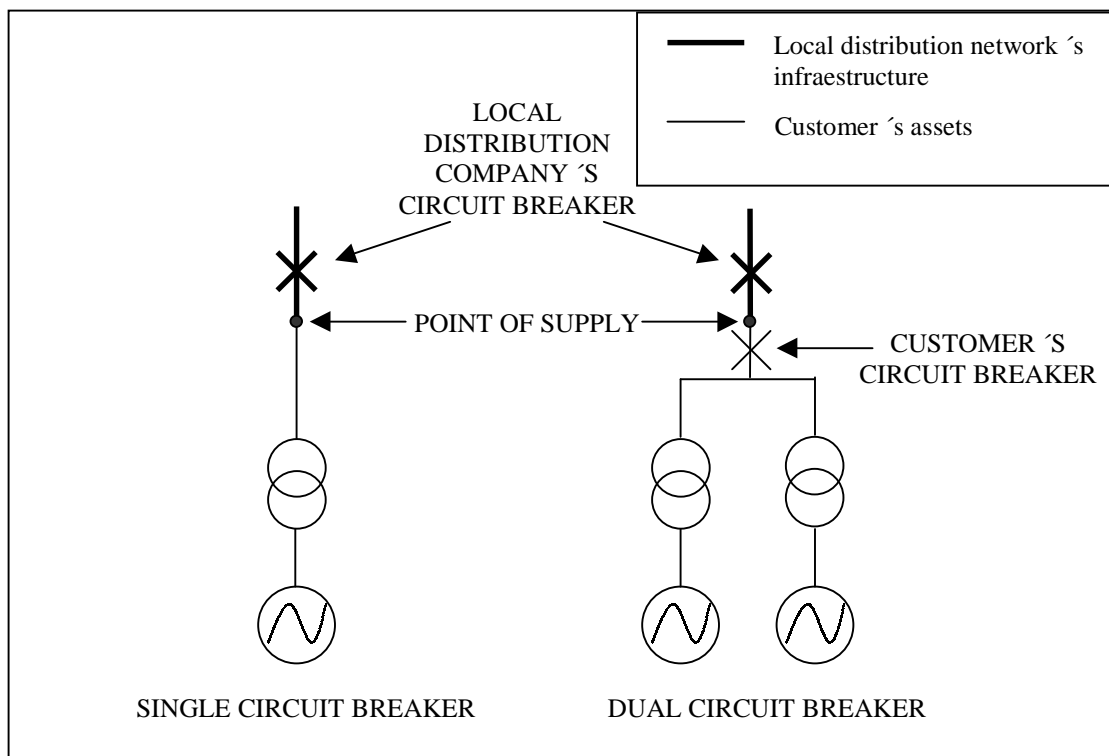 Local distribution network ´s
infraestructure
Customer ´s assets
LOCAL
DISTRIBUTION
COMPANY ´S
CIRCUIT BREAKER
POINT OF SUPPLY
CUSTOMER ´S
CIRCUIT BREAKER
SINGLE CIRCUIT BREAKER
DUAL CIRCUIT BREAKER